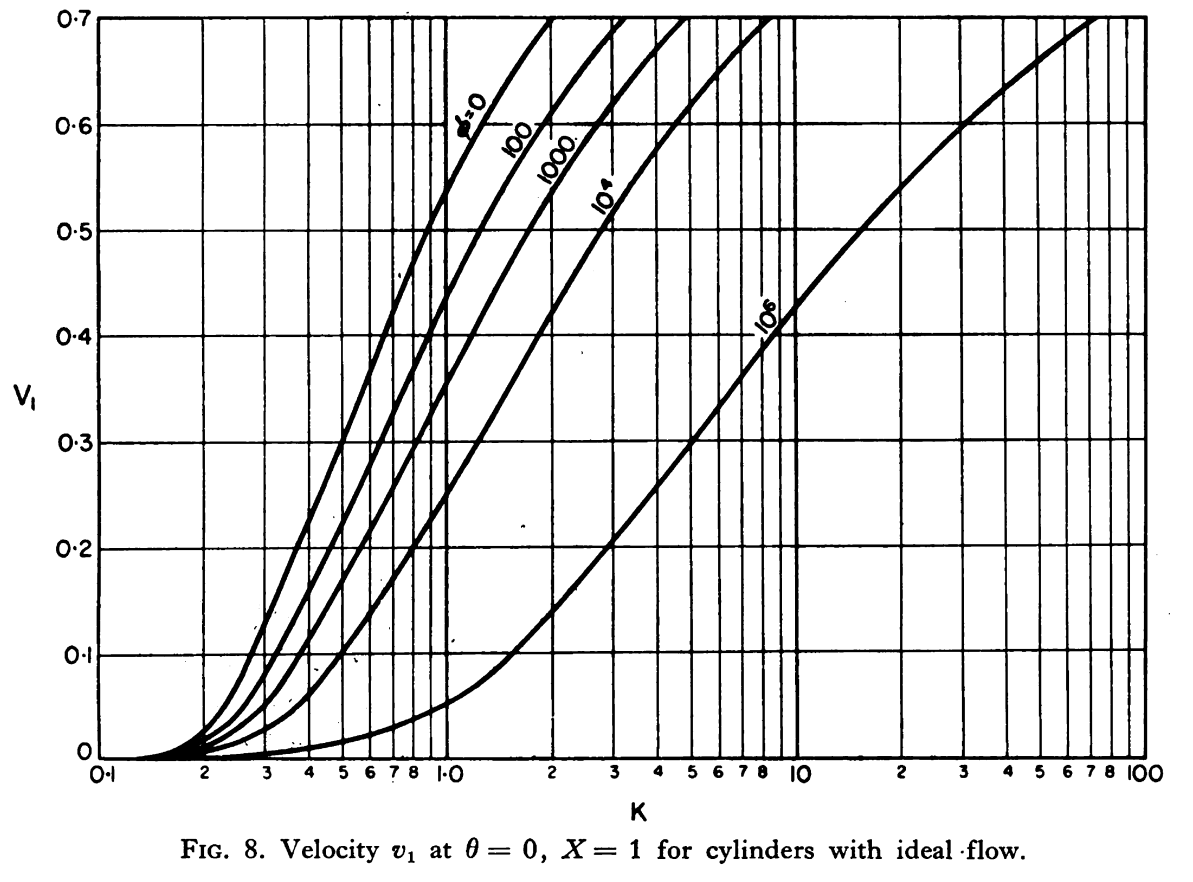 0·7
0·6
0·5
0·4
0·3
0·2
0·1
0
V₁
ϕ=0
100
1000
10⁴
10⁶
0·1 2 3 4 5 6 7 8 1·0 2 3 4 5 6 7 8 10 2 3 4 5 6 7 8 100
K
FIG. 8. Velocity v₁ at θ = 0, X = 1 for cylinders with ideal flow.